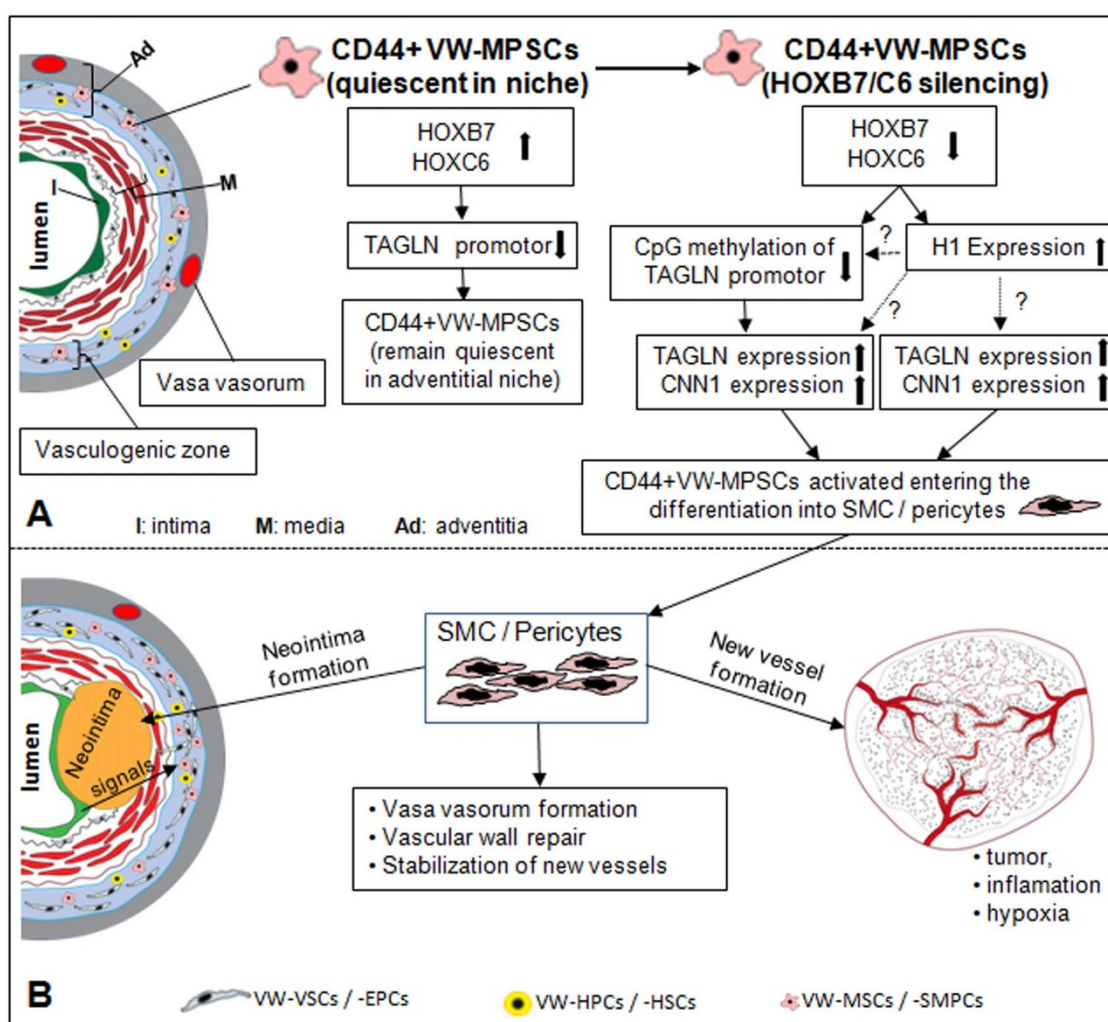 CD44+ VW-MPSCs
(quiescent in niche)
CD44+VW-MPSCs
(HOXB7/C6 silencing)
Ad
I
M
lumen
HOXB7
HOXC6
TAGLN promotor
CD44+VW-MPSCs
(remain quiescent
in adventitial niche)
HOXB7
HOXC6
CpG methylation of
TAGLN promotor
?
H1 Expression
?
?
TAGLN expression
CNN1 expression
TAGLN expression
CNN1 expression
Vasa vasorum
Vasculogenic zone
CD44+VW-MPSCs activated entering the
differentiation into SMC / pericytes
A
I: intima
M: media
Ad: adventitia
lumen
Neointima
signals
Neointima
formation
SMC / Pericytes
New vessel
formation
• Vasa vasorum formation
• Vascular wall repair
• Stabilization of new vessels
• tumor,
• inflamation
• hypoxia
B
VW-VSCs / -EPCs
VW-HPCs / -HSCs
VW-MSCs / -SMPCs